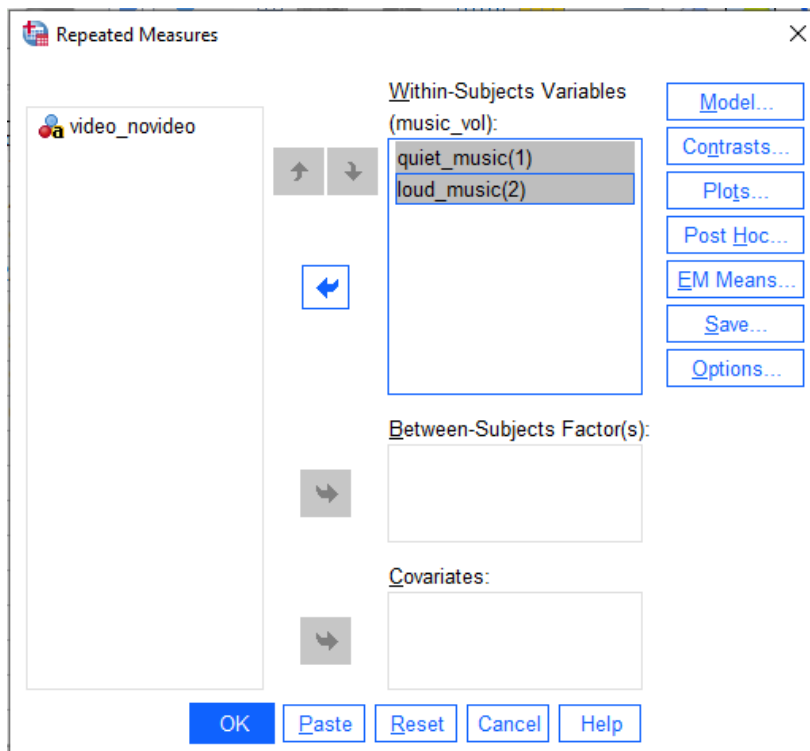 Repeated Measures
video_novideo
Within-Subjects Variables
(music_vol):
quiet_music(1)
loud_music(2)
Between-Subjects Factor(s):
Covariates:
Model...
Contrasts...
Plots...
Post Hoc...
EM Means...
Save...
Options...
OK
Paste
Reset
Cancel
Help